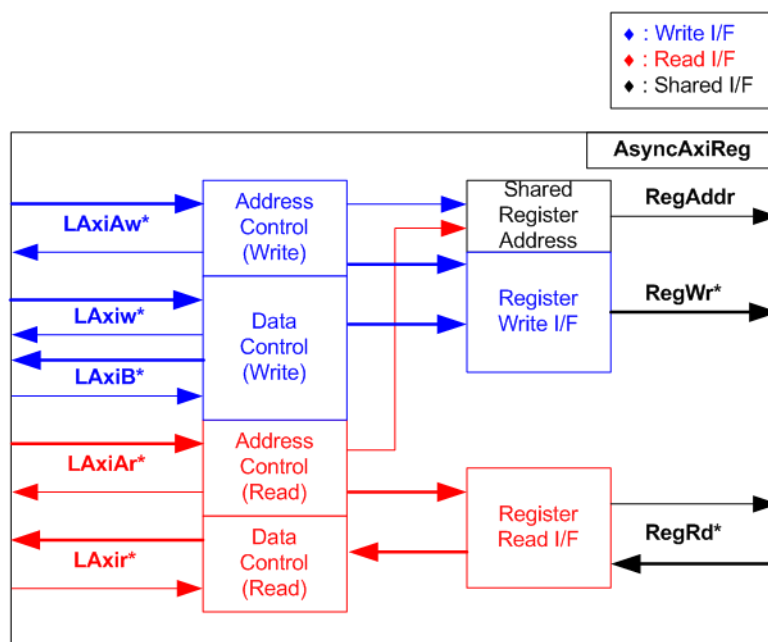 ♦ : Write I/F
♦ : Read I/F
♦ : Shared I/F
AsyncAxiReg
LAxiAw*
Address
Control
(Write)
Shared
Register
Address
RegAddr
LAxiw*
LAxiB*
Data
Control
(Write)
Register
Write I/F
RegWr*
LAxiAr*
Address
Control
(Read)
LAxir*
Data
Control
(Read)
Register
Read I/F
RegRd*